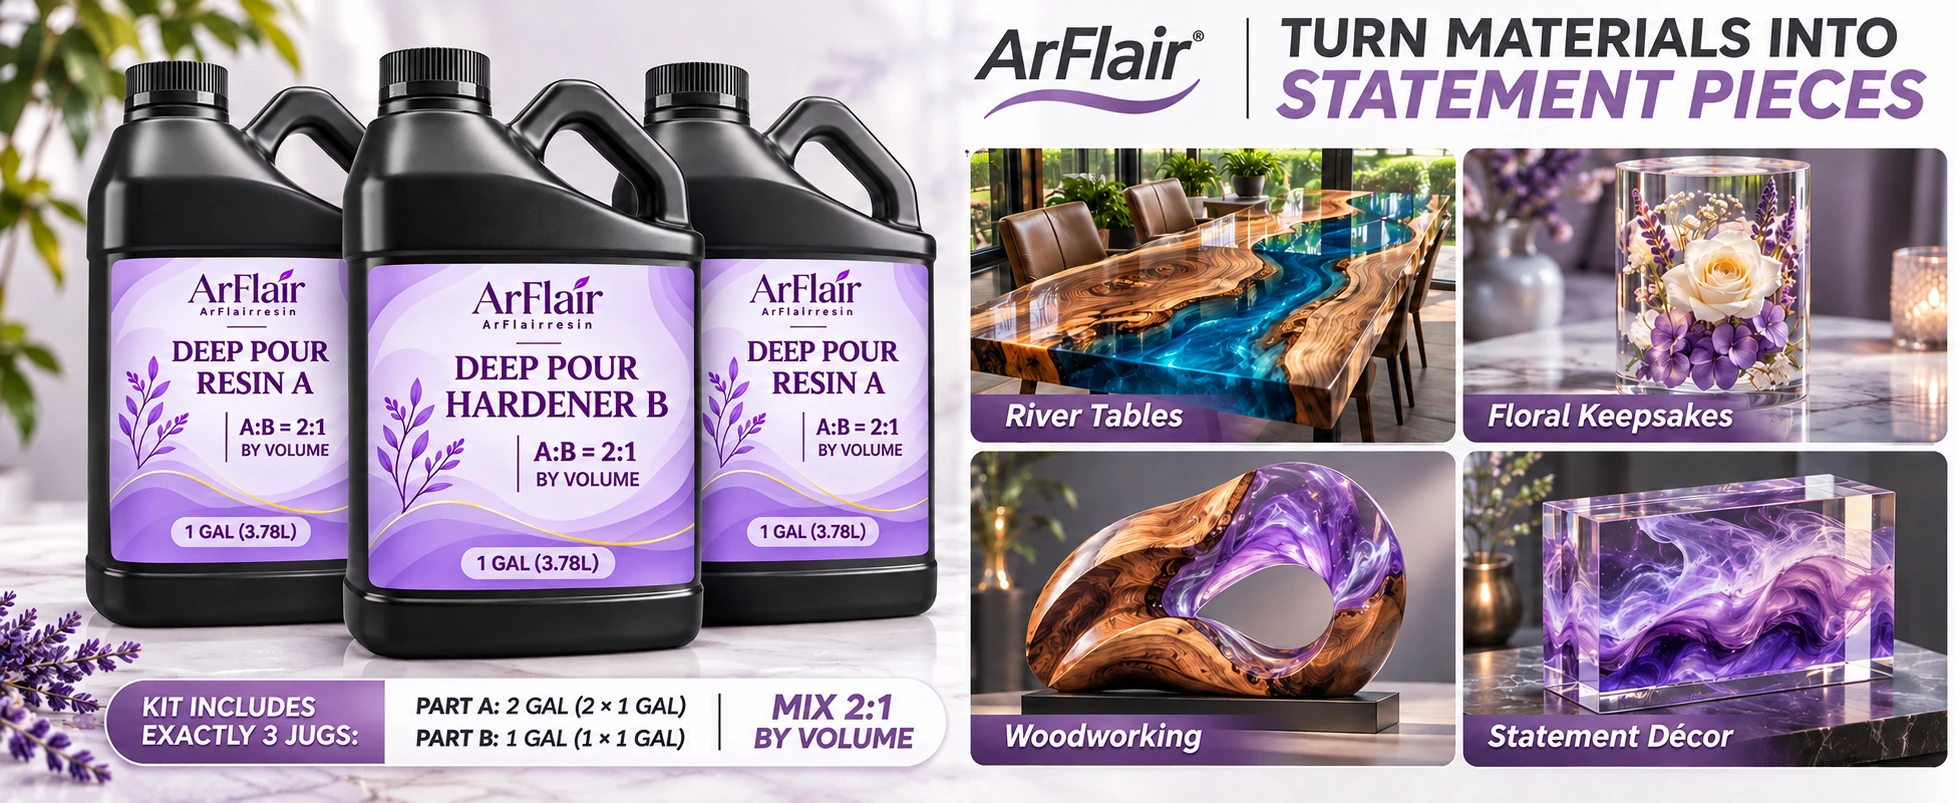 ArFlair
ArFlairresin
DEEP POUR
RESIN A
A:B = 2:1
BY VOLUME
1 GAL (3.78L)
ArFlair
ArFlairresin
DEEP POUR
HARDENER B
A:B = 2:1
BY VOLUME
1 GAL (3.78L)
ArFlair
ArFlairresin
DEEP POUR
RESIN A
A:B = 2:1
BY VOLUME
1 GAL (3.78L)
KIT INCLUDES
EXACTLY 3 JUGS:
PART A: 2 GAL (2 × 1 GAL)
PART B: 1 GAL (1 × 1 GAL)
MIX 2:1
BY VOLUME
ArFlair®
TURN MATERIALS INTO
STATEMENT PIECES
River Tables
Floral Keepsakes
Woodworking
Statement Décor